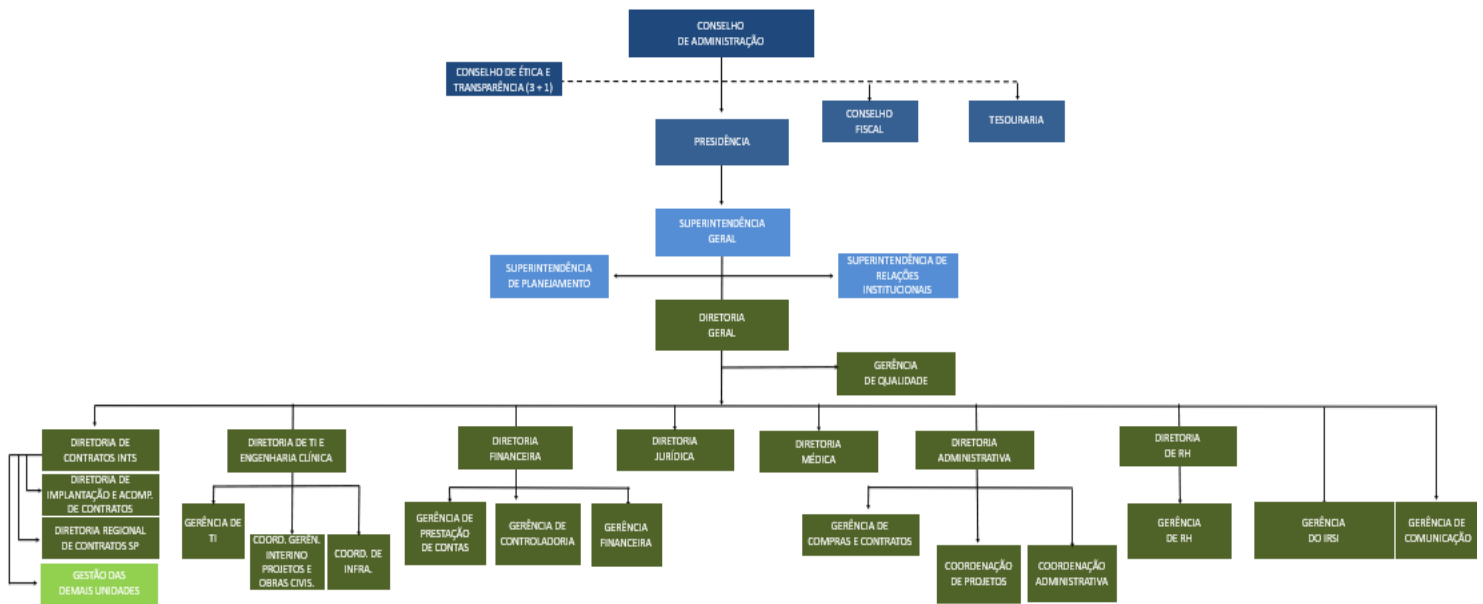 CONSELHO
DE ADMINISTRAÇÃO
CONSELHO DE ÉTICA E
TRANSPARÊNCIA (3 + 1)
CONSELHO
FISCAL
TESOURARIA
PRESIDÊNCIA
SUPERINTENDÊNCIA
GERAL
SUPERINTENDÊNCIA
DE PLANEJAMENTO
SUPERINTENDÊNCIA DE
RELAÇÕES
INSTITUCIONAIS
DIRETORIA
GERAL
GERÊNCIA
DE QUALIDADE
DIRETORIA DE
CONTRATOS INTS
DIRETORIA DE TI E
ENGENHARIA CLÍNICA
DIRETORIA
FINANCEIRA
DIRETORIA
JURÍDICA
DIRETORIA
MÉDICA
DIRETORIA
ADMINISTRATIVA
DIRETORIA
DE RH
DIRETORIA DE
IMPLANTAÇÃO E ACOMP.
DE CONTRATOS
DIRETORIA REGIONAL
DE CONTRATOS SP
GESTÃO DAS
DEMAIS UNIDADES
GERÊNCIA DE
TI
COORD. GERÊN.
INTERINO
PROJETOS E
OBRAS CIVIS.
COORD. DE
INFRA.
GERÊNCIA DE
PRESTAÇÃO
DE CONTAS
GERÊNCIA DE
CONTROLADORIA
GERÊNCIA
FINANCEIRA
GERÊNCIA DE
COMPRAS E CONTRATOS
COORDENAÇÃO
DE PROJETOS
COORDENAÇÃO
ADMINISTRATIVA
GERÊNCIA
DE RH
GERÊNCIA
DO IRSI
GERÊNCIA DE
COMUNICAÇÃO